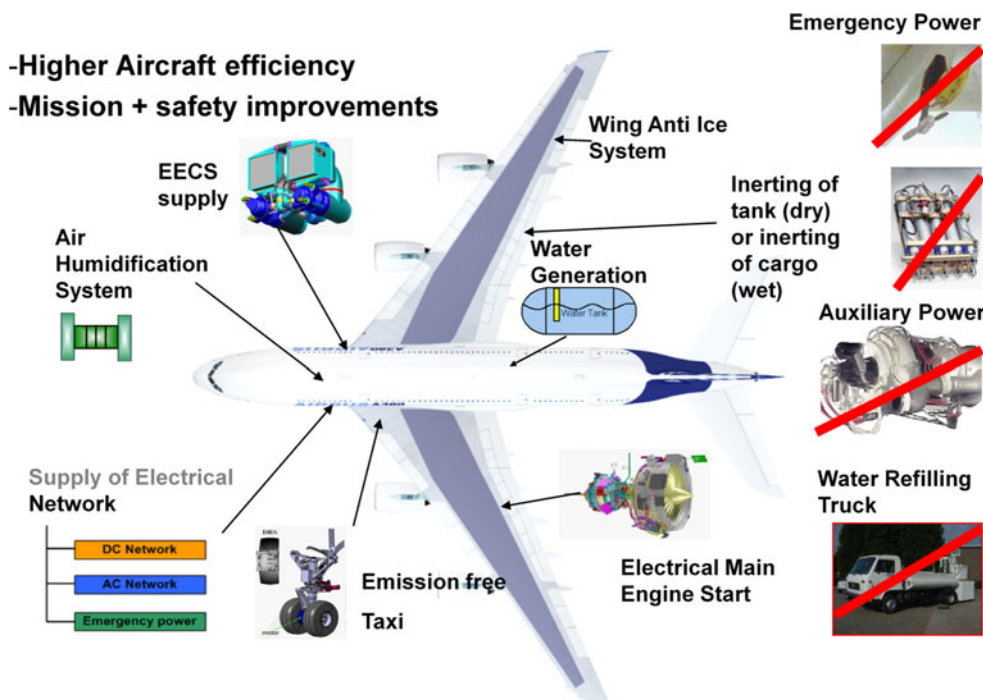 -Higher Aircraft efficiency
-Mission + safety improvements
Emergency Power
Wing Anti Ice
System
EECS
supply
Inerting of
tank (dry)
or inerting
of cargo
(wet)
Air
Humidification
System
Water
Generation
Water Tank
Auxiliary Power
Supply of Electrical
Network
DC Network
AC Network
Emergency power
motor
Emission free
Taxi
Electrical Main
Engine Start
Water Refilling
Truck